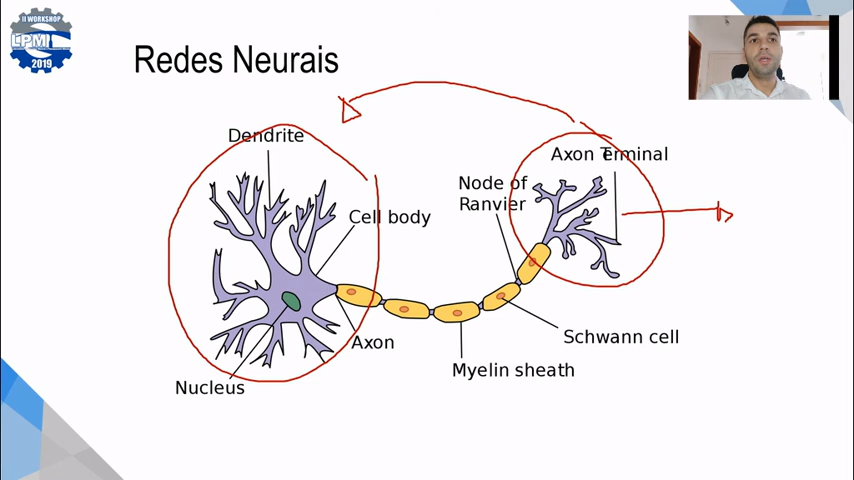 II WORKSHOP
LPMI
2019
Redes Neurais
Dendrite
Axon Terminal
Node of
Ranvier
Cell body
Axon
Schwann cell
Myelin sheath
Nucleus